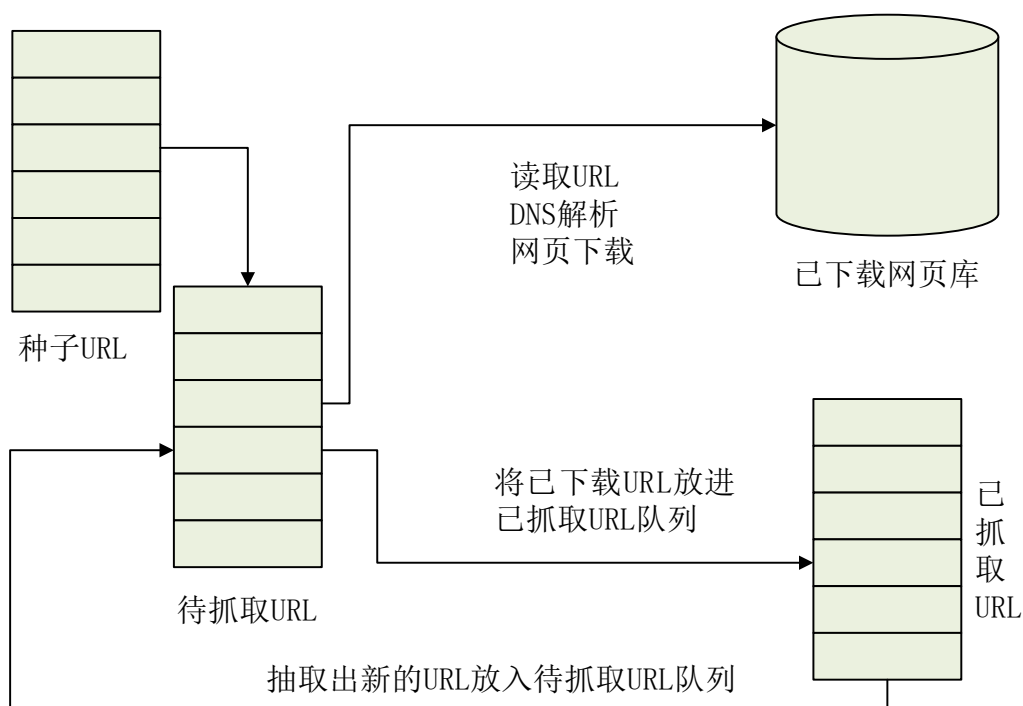 读取URL
DNS解析
网页下载
已下载网页库
种子URL
将已下载URL放进
已抓取URL队列
已
抓
取
URL
待抓取URL
抽取出新的URL放入待抓取URL队列